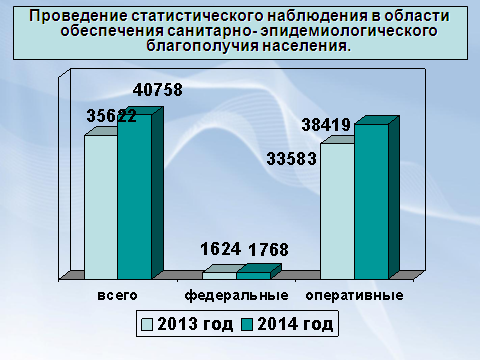 Проведение статистического наблюдения в области
обеспечения санитарно- эпидемиологического
благополучия населения.
40758
35622
38419
33583
1624 1768
всего федеральные оперативные
2013 год 2014 год